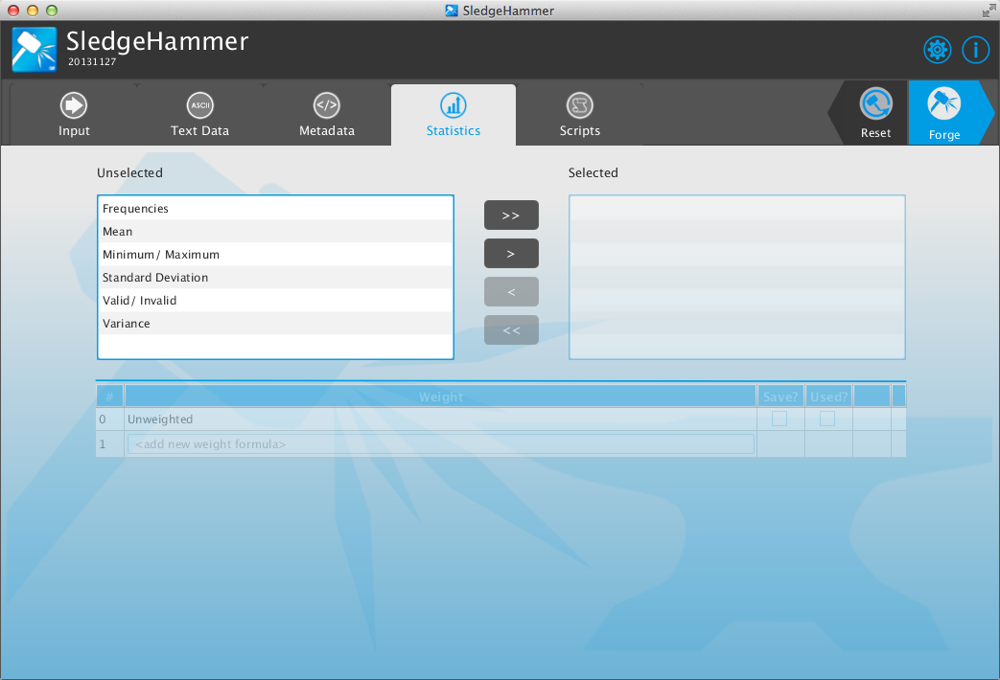 SledgeHammer
SledgeHammer
20131127
Input
ASCII
Text Data
</>
Metadata
Statistics
Scripts
Reset
Forge
Unselected
Selected
Frequencies
Mean
Minimum/ Maximum
Standard Deviation
Valid/ Invalid
Variance
>>
>
<
<<
# Weight Save? Used?
0 Unweighted
1 <add new weight formula>